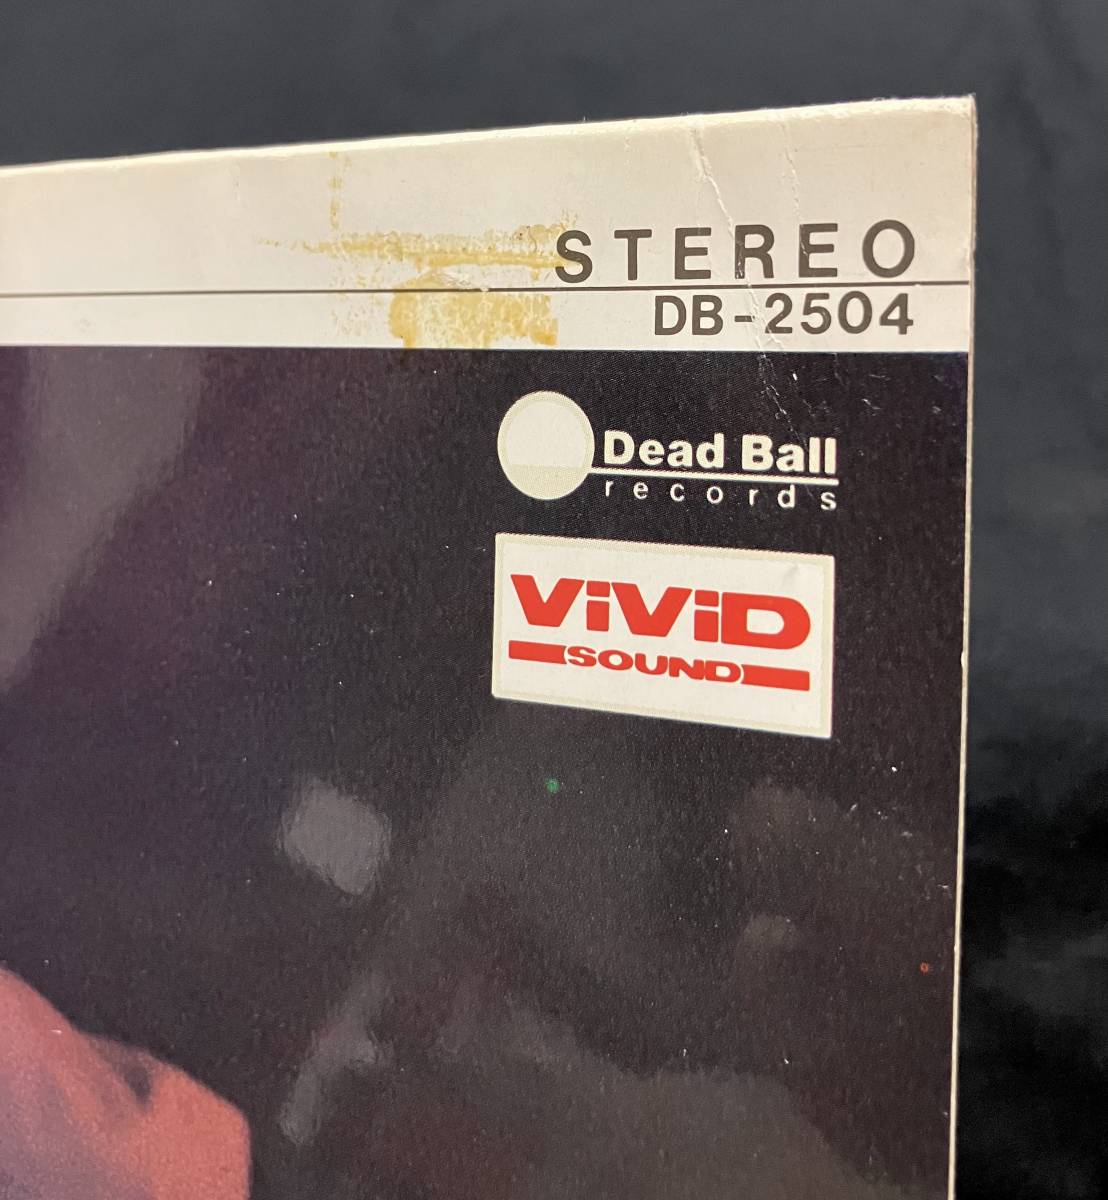 STEREO
DB-2504
Dead Ball
records
ViViD
SOUND